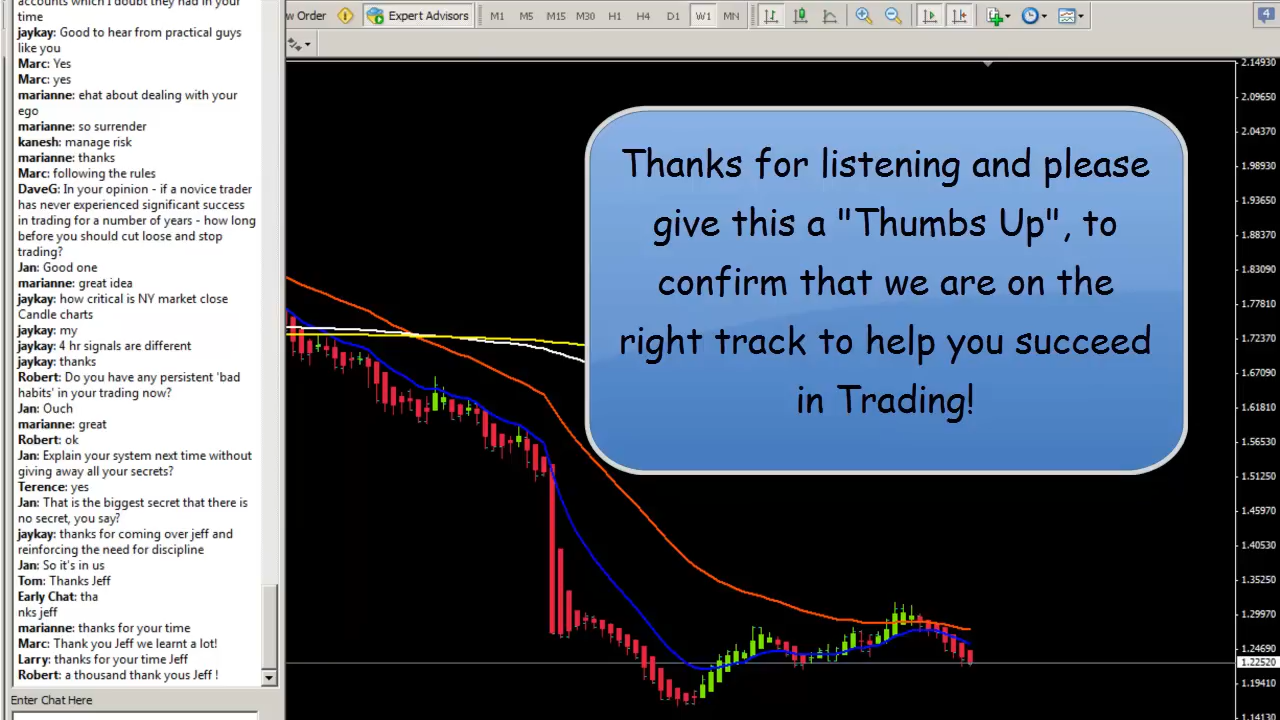 accounts which I doubt they had in your
time
jaykay: Good to hear from practical guys
like you
Marc: Yes
Marc: yes
marianne: ehat about dealing with your
ego
marianne: so surrender
kanesh: manage risk
marianne: thanks
Marc: following the rules
DaveG: In your opinion - if a novice trader
has never experienced significant success
in trading for a number of years - how long
before you should cut loose and stop
trading?
Jan: Good one
marianne: great idea
jaykay: how critical is NY market close
Candle charts
jaykay: my
jaykay: 4 hr signals are different
jaykay: thanks
Robert: Do you have any persistent 'bad
habits' in your trading now?
Jan: Ouch
marianne: great
Robert: ok
Jan: Explain your system next time without
giving away all your secrets?
Terence: yes
Jan: That is the biggest secret that there is
no secret, you say?
jaykay: thanks for coming over jeff and
reinforcing the need for discipline
Jan: So it's in us
Tom: Thanks Jeff
Early Chat: tha
nks jeff
marianne: thanks for your time
Marc: Thank you Jeff we learnt a lot!
Larry: thanks for your time Jeff
Robert: a thousand thank yous Jeff !
Enter Chat Here
w Order Expert Advisors M1 M5 M15 M30 H1 H4 D1 W1 MN 4
Thanks for listening and please
give this a "Thumbs Up", to
confirm that we are on the
right track to help you succeed
in Trading!
2.14930
2.09650
2.04370
1.98930
1.93650
1.88370
1.83090
1.77810
1.72370
1.67090
1.61810
1.56530
1.51250
1.45970
1.40530
1.35250
1.29970
1.24690
1.22520
1.19410
1.14130